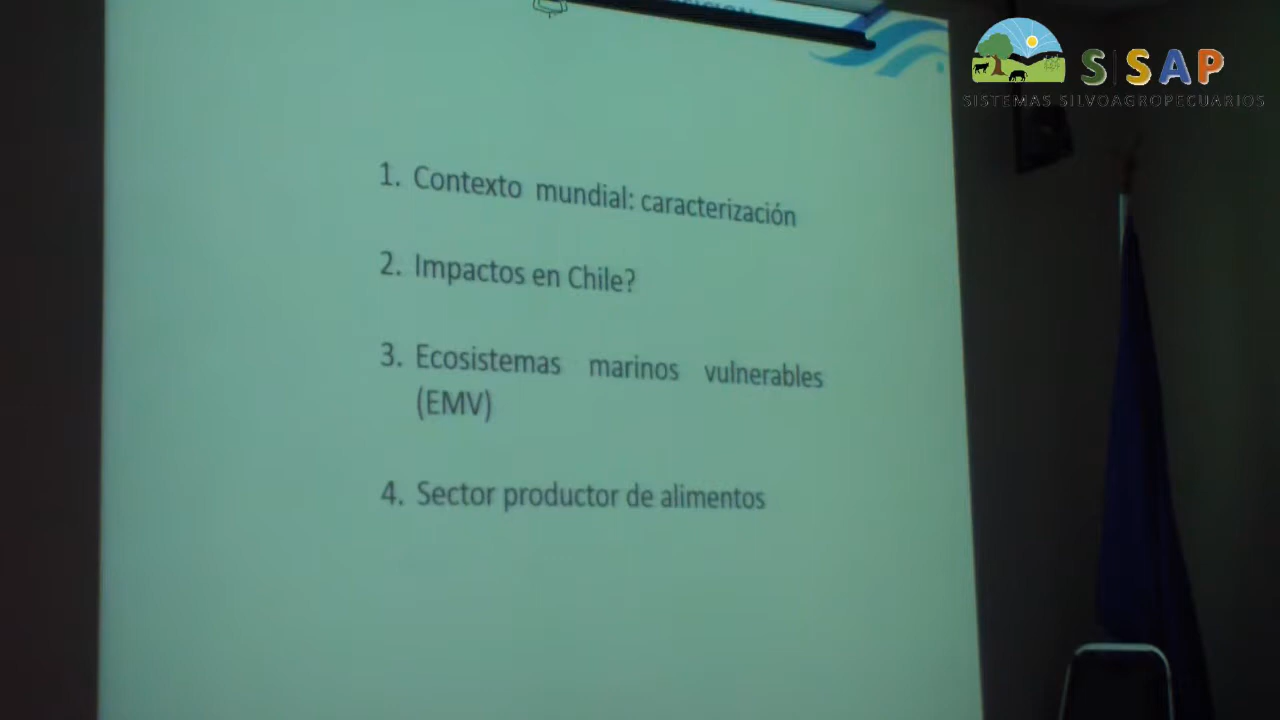 S SAP
SISTEMAS SILVOAGROPECUARIOS
1. Contexto mundial: caracterización
2. Impactos en Chile?
3. Ecosistemas marinos vulnerables
(EMV)
4. Sector productor de alimentos